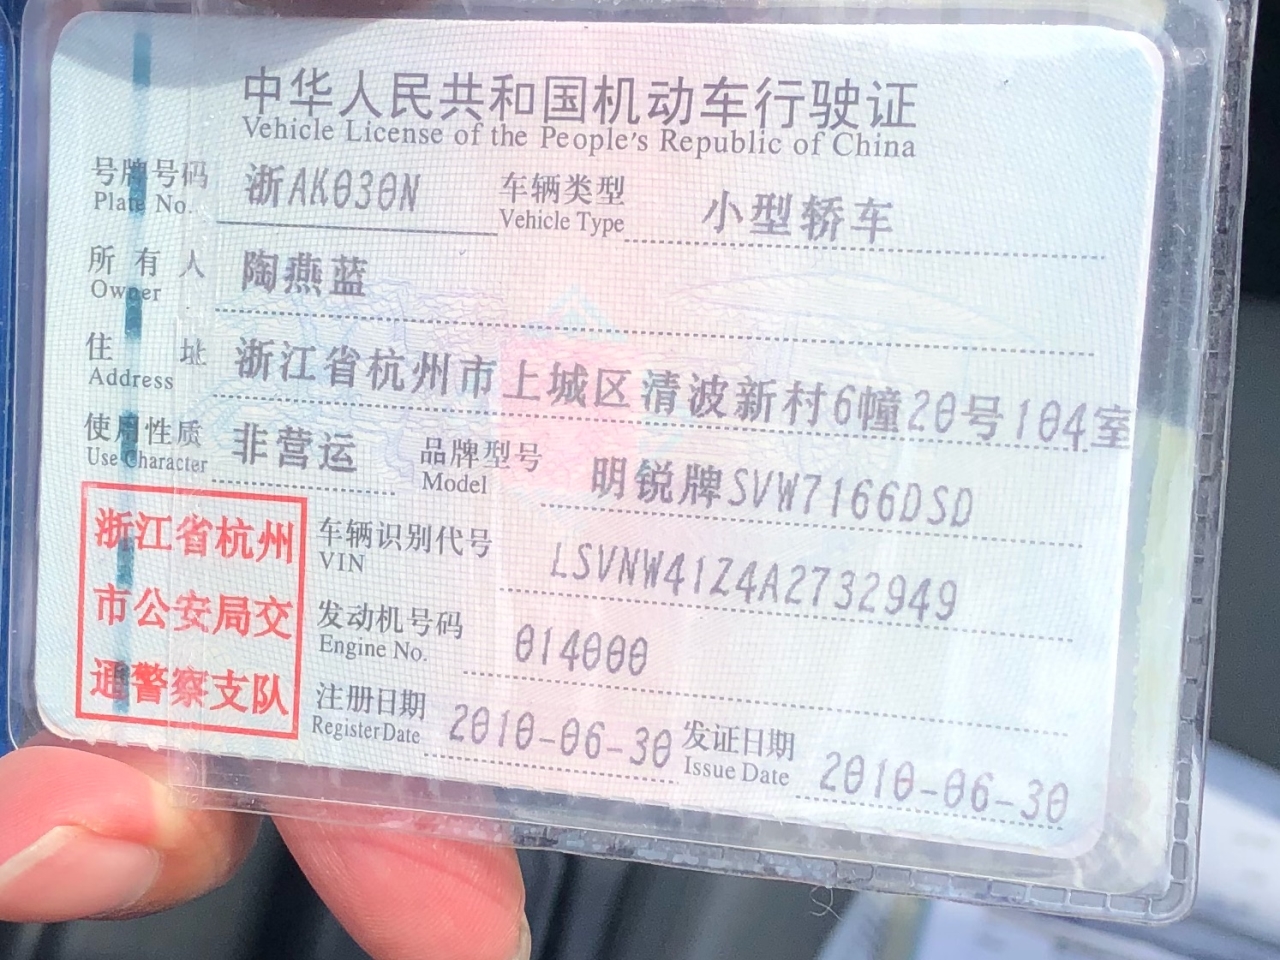 中华人民共和国机动车行驶证
Vehicle License of the People's Republic of China
号牌号码 浙AK030N 车辆类型 小型轿车
Plate No. Vehicle Type
所有人 陶燕蓝
Owner
住址 浙江省杭州市上城区清波新村6幢20号104室
Address
使用性质 非营运 品牌型号 明锐牌SVW7166DSD
Use Character Model
浙江省杭州
市公安局交
通警察支队
车辆识别代号 LSVNW41Z4A2732949
VIN
发动机号码 014000
Engine No.
注册日期 2010-06-30 发证日期 2010-06-30
Register Date Issue Date